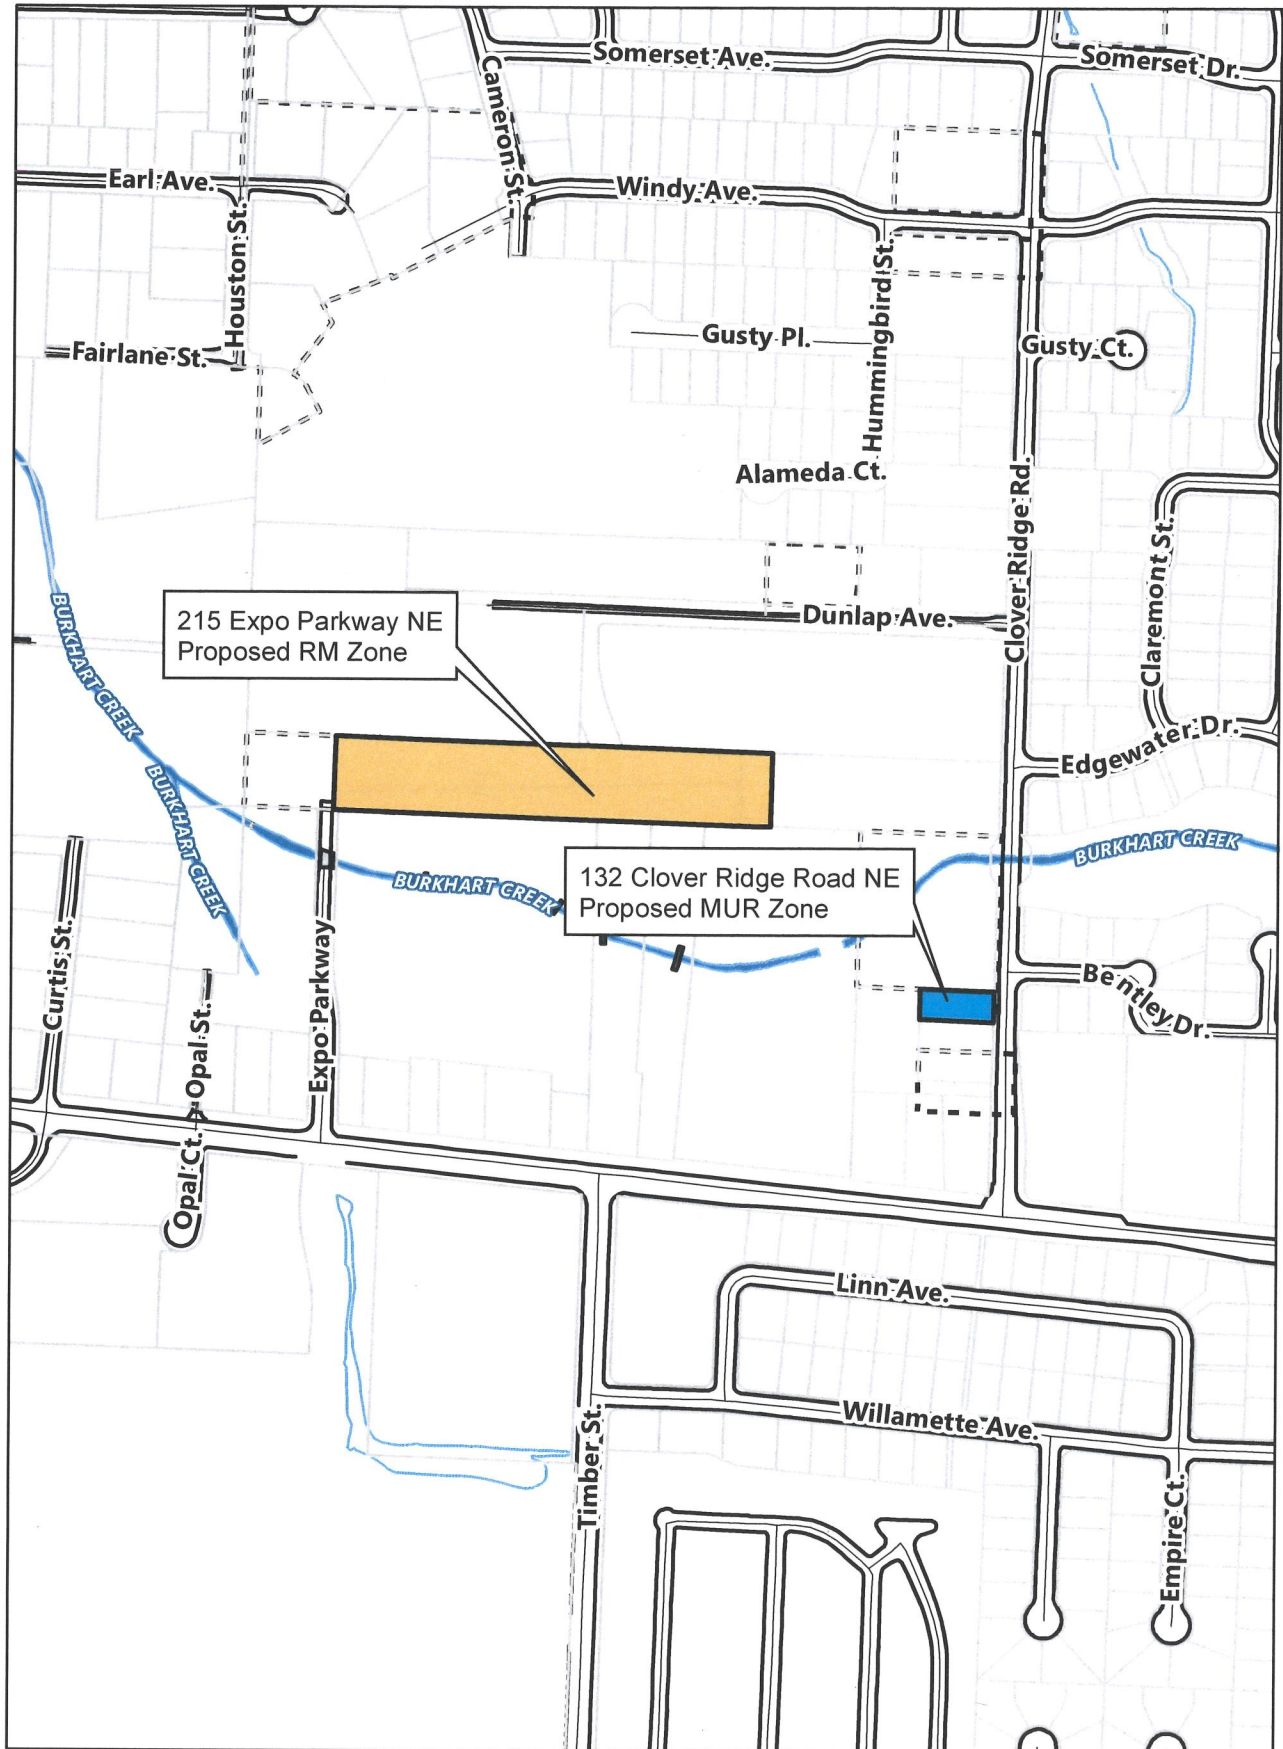 Somerset Ave.
Somerset Dr.
Cameron St.
Earl Ave.
Windy Ave.
Houston St.
Hummingbird St.
Gusty Pl.
Gusty Ct.
Fairlane St.
Alameda Ct.
Clover Ridge Rd.
Claremont St.
BURKHART CREEK
215 Expo Parkway NE
Proposed RM Zone
Dunlap Ave.
Edgewater Dr.
BURKHART CREEK
BURKHART CREEK
BURKHART CREEK
132 Clover Ridge Road NE
Proposed MUR Zone
Curtis St.
Opal St.
Expo Parkway
Bentley Dr.
Opal Ct.
Linn Ave.
Willamette Ave.
Timber St.
Empire Ct.